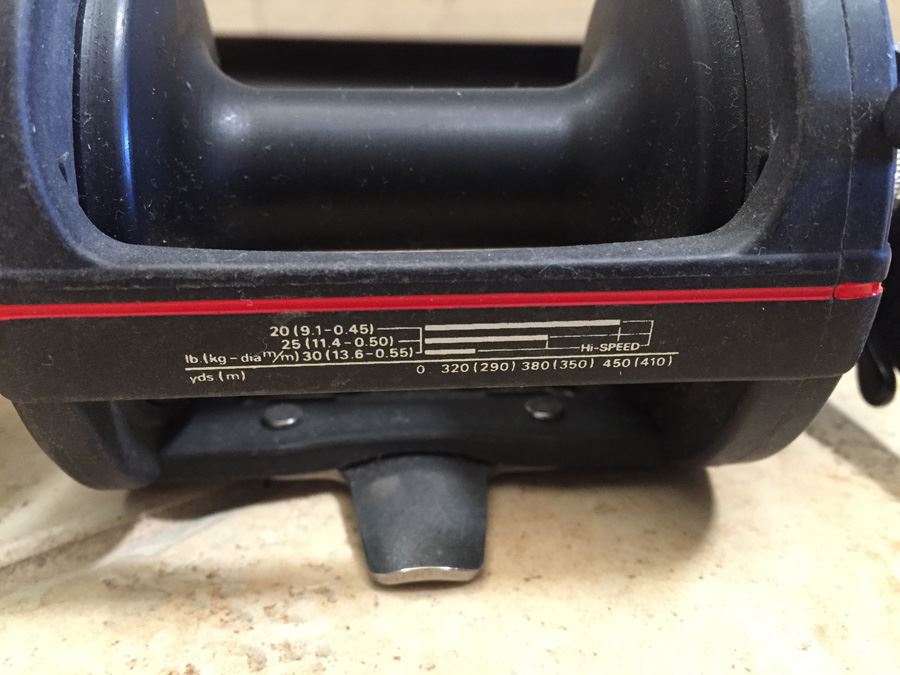 20(9.1-0.45)
25(11.4-0.50)
lb.(kg-dia m/m)30(13.6-0.55) Hi-SPEED
yds(m) 0 320(290) 380(350) 450(410)